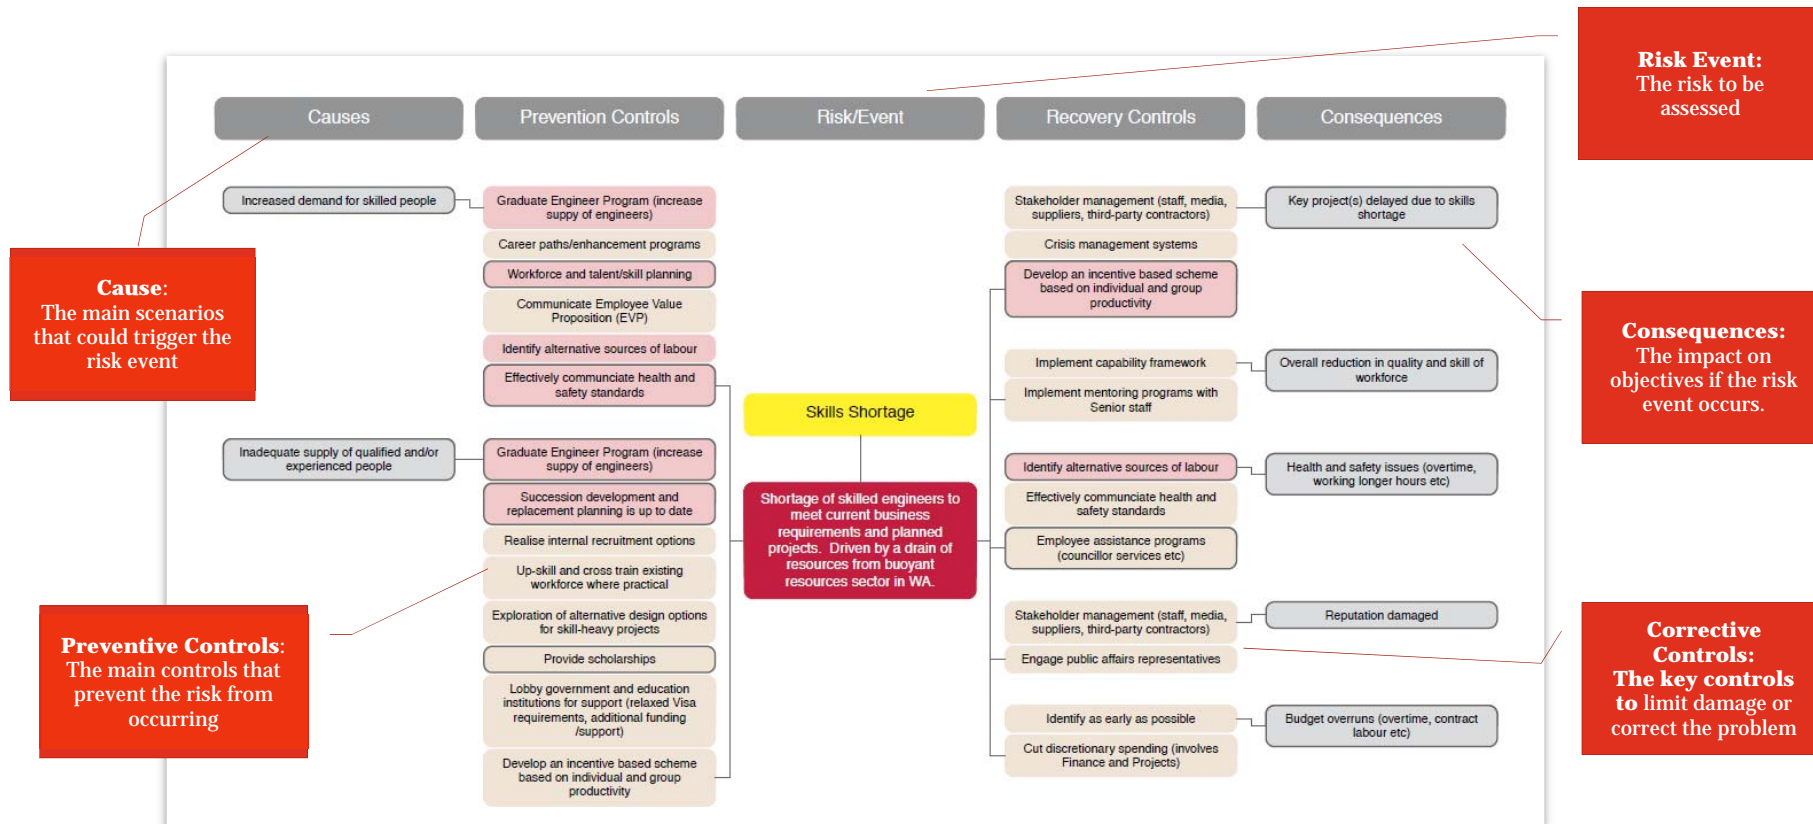 Risk Event:
The risk to be
assessed
Causes
Prevention Controls
Risk/Event
Recovery Controls
Consequences
Increased demand for skilled people
Graduate Engineer Program (increase
suppy of engineers)
Career paths/enhancement programs
Workforce and talent/skill planning
Communicate Employee Value
Proposition (EVP)
Identify alternative sources of labour
Effectively communciate health and
safety standards
Stakeholder management (staff, media,
suppliers, third-party contractors)
Crisis management systems
Develop an incentive based scheme
based on individual and group
productivity
Key project(s) delayed due to skills
shortage
Cause:
The main scenarios
that could trigger the
risk event
Consequences:
The impact on
objectives if the risk
event occurs.
Implement capability framework
Implement mentoring programs with
Senior staff
Overall reduction in quality and skill of
workforce
Skills Shortage
Inadequate supply of qualified and/or
experienced people
Graduate Engineer Program (increase
suppy of engineers)
Succession development and
replacement planning is up to date
Realise internal recruitment options
Up-skill and cross train existing
workforce where practical
Exploration of alternative design options
for skill-heavy projects
Provide scholarships
Lobby government and education
institutions for support (relaxed Visa
requirements, additional funding
/support)
Develop an incentive based scheme
based on individual and group
productivity
Shortage of skilled engineers to
meet current business
requirements and planned
projects. Driven by a drain of
resources from buoyant
resources sector in WA.
Identify alternative sources of labour
Effectively communciate health and
safety standards
Employee assistance programs
(councillor services etc)
Health and safety issues (overtime,
working longer hours etc)
Stakeholder management (staff, media,
suppliers, third-party contractors)
Engage public affairs representatives
Reputation damaged
Identify as early as possible
Cut discretionary spending (involves
Finance and Projects)
Budget overruns (overtime, contract
labour etc)
Preventive Controls:
The main controls that
prevent the risk from
occurring
Corrective
Controls:
The key controls
to limit damage or
correct the problem